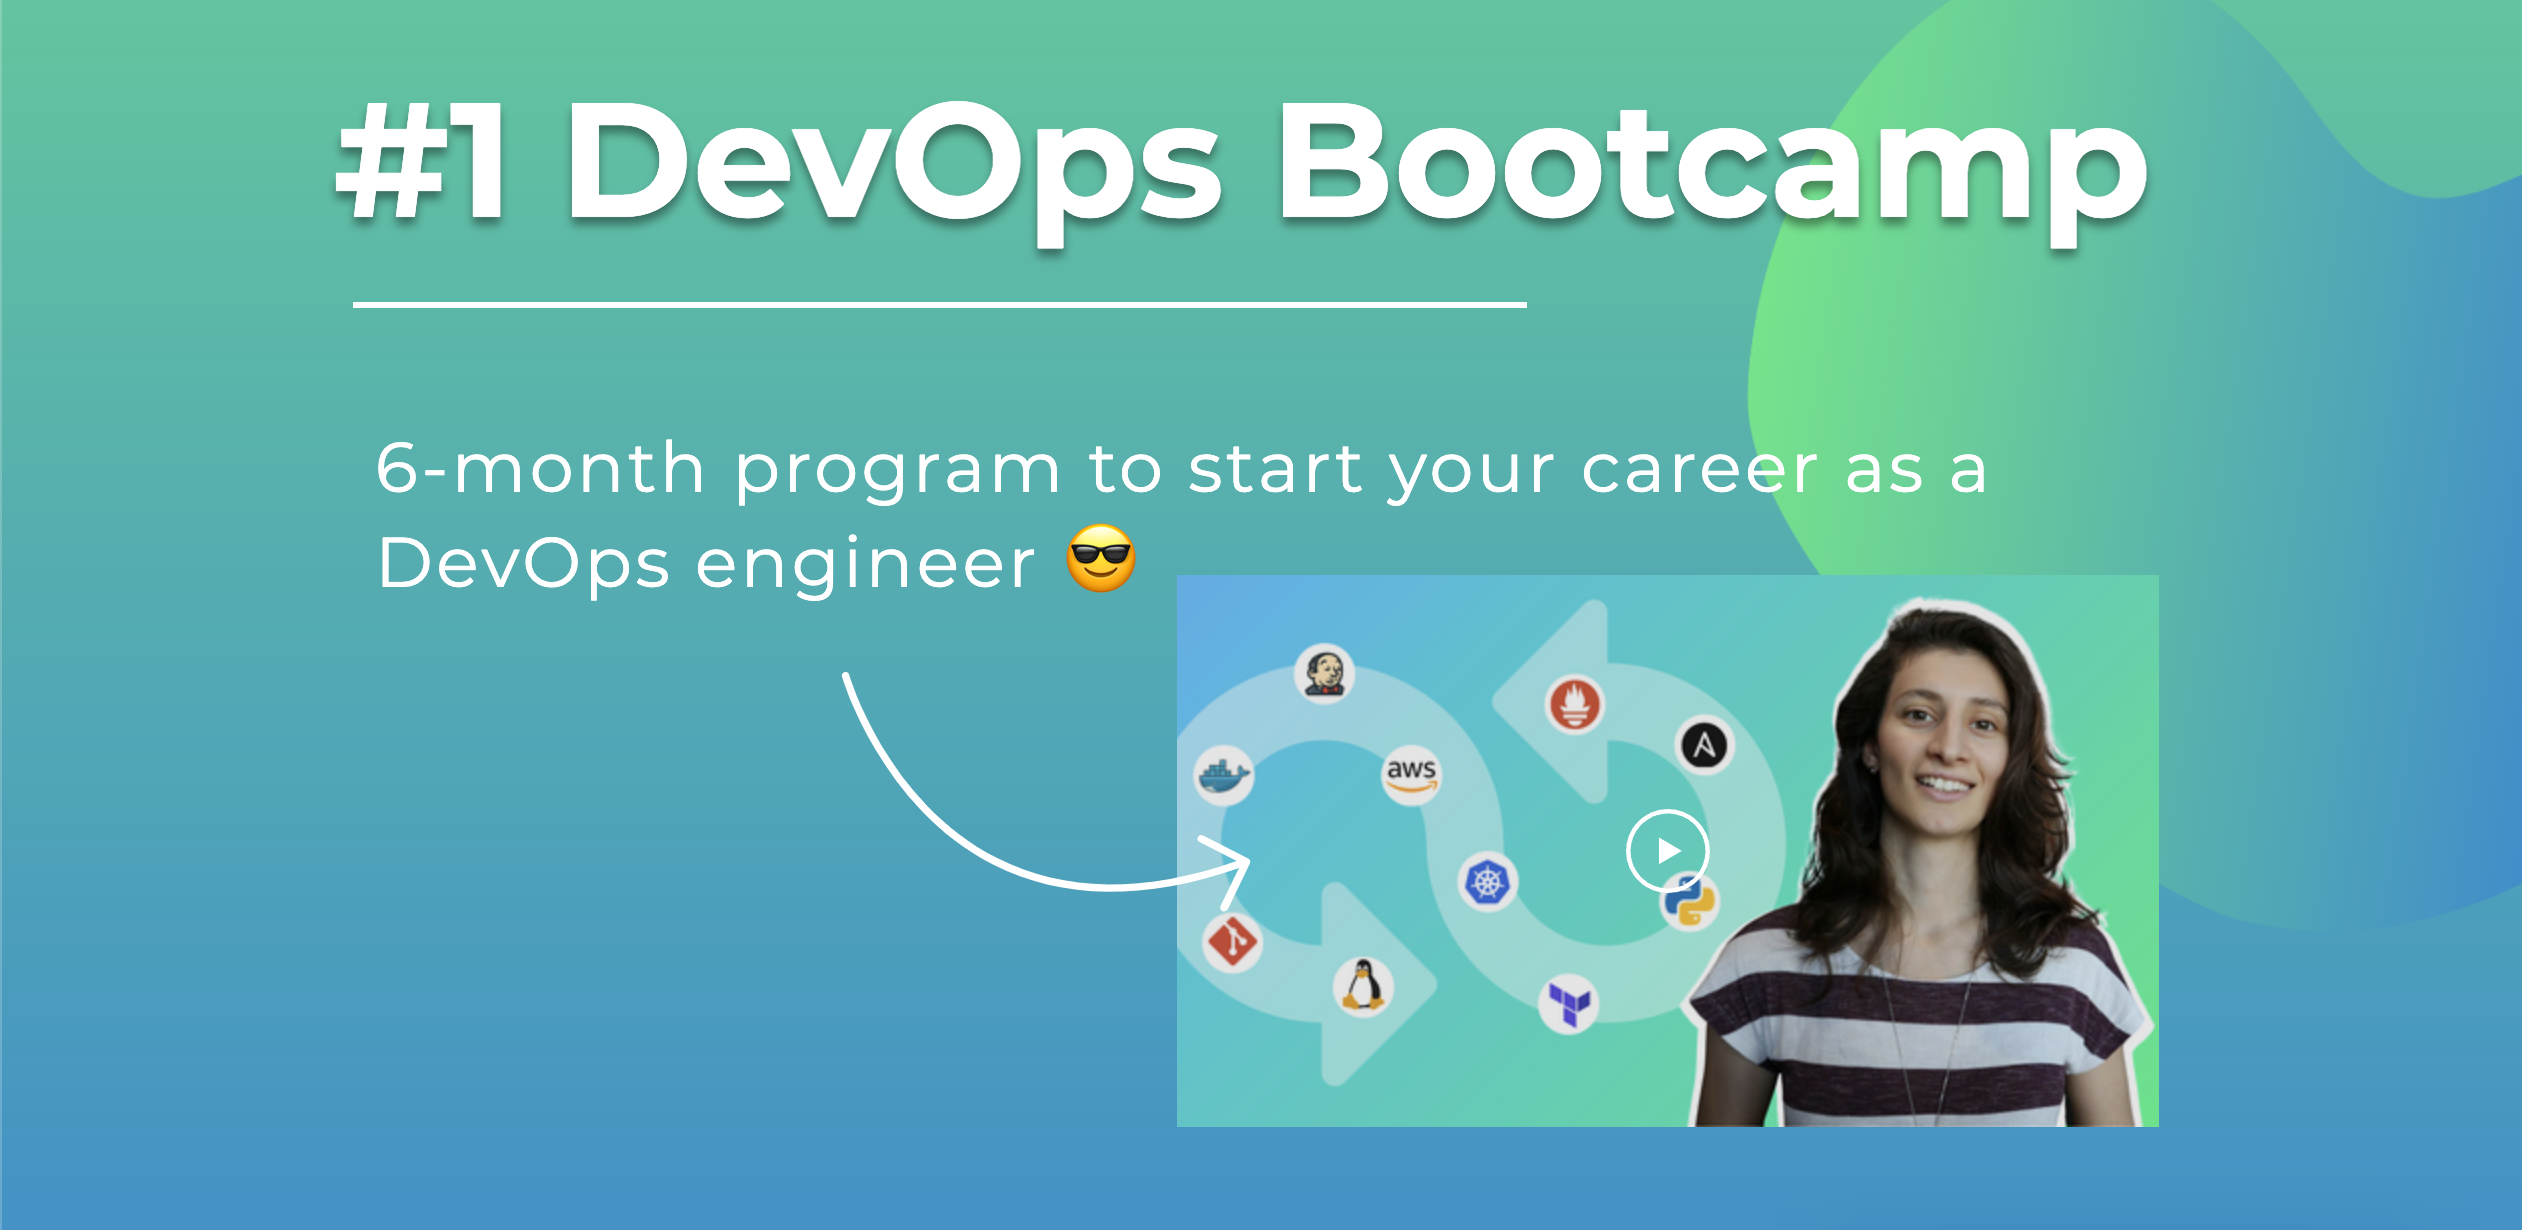 #1 DevOps Bootcamp
6-month program to start your career as a
DevOps engineer 😎
aws